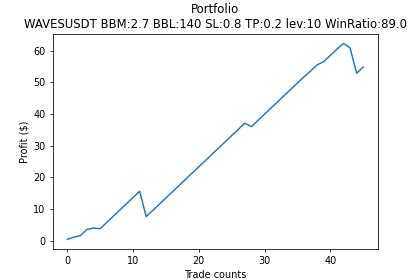 Portfolio
WAVESUSDT BBM:2.7 BBL:140 SL:0.8 TP:0.2 lev:10 WinRatio:89.0
60
50
40
30
20
10
0
Profit ($)
0 10 20 30 40
Trade counts